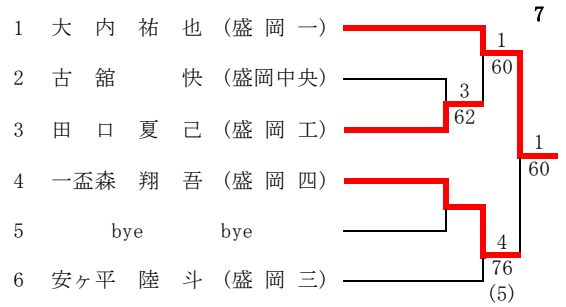 7
1 大 内 祐 也 (盛 岡 一)
1
60
2 古 舘 快 (盛岡中央)
3
62
3 田 口 夏 己 (盛 岡 工)
1
60
4 一盃森 翔 吾 (盛 岡 四)
5 bye bye
4
76
(5)
6 安ヶ平 陸 斗 (盛 岡 三)